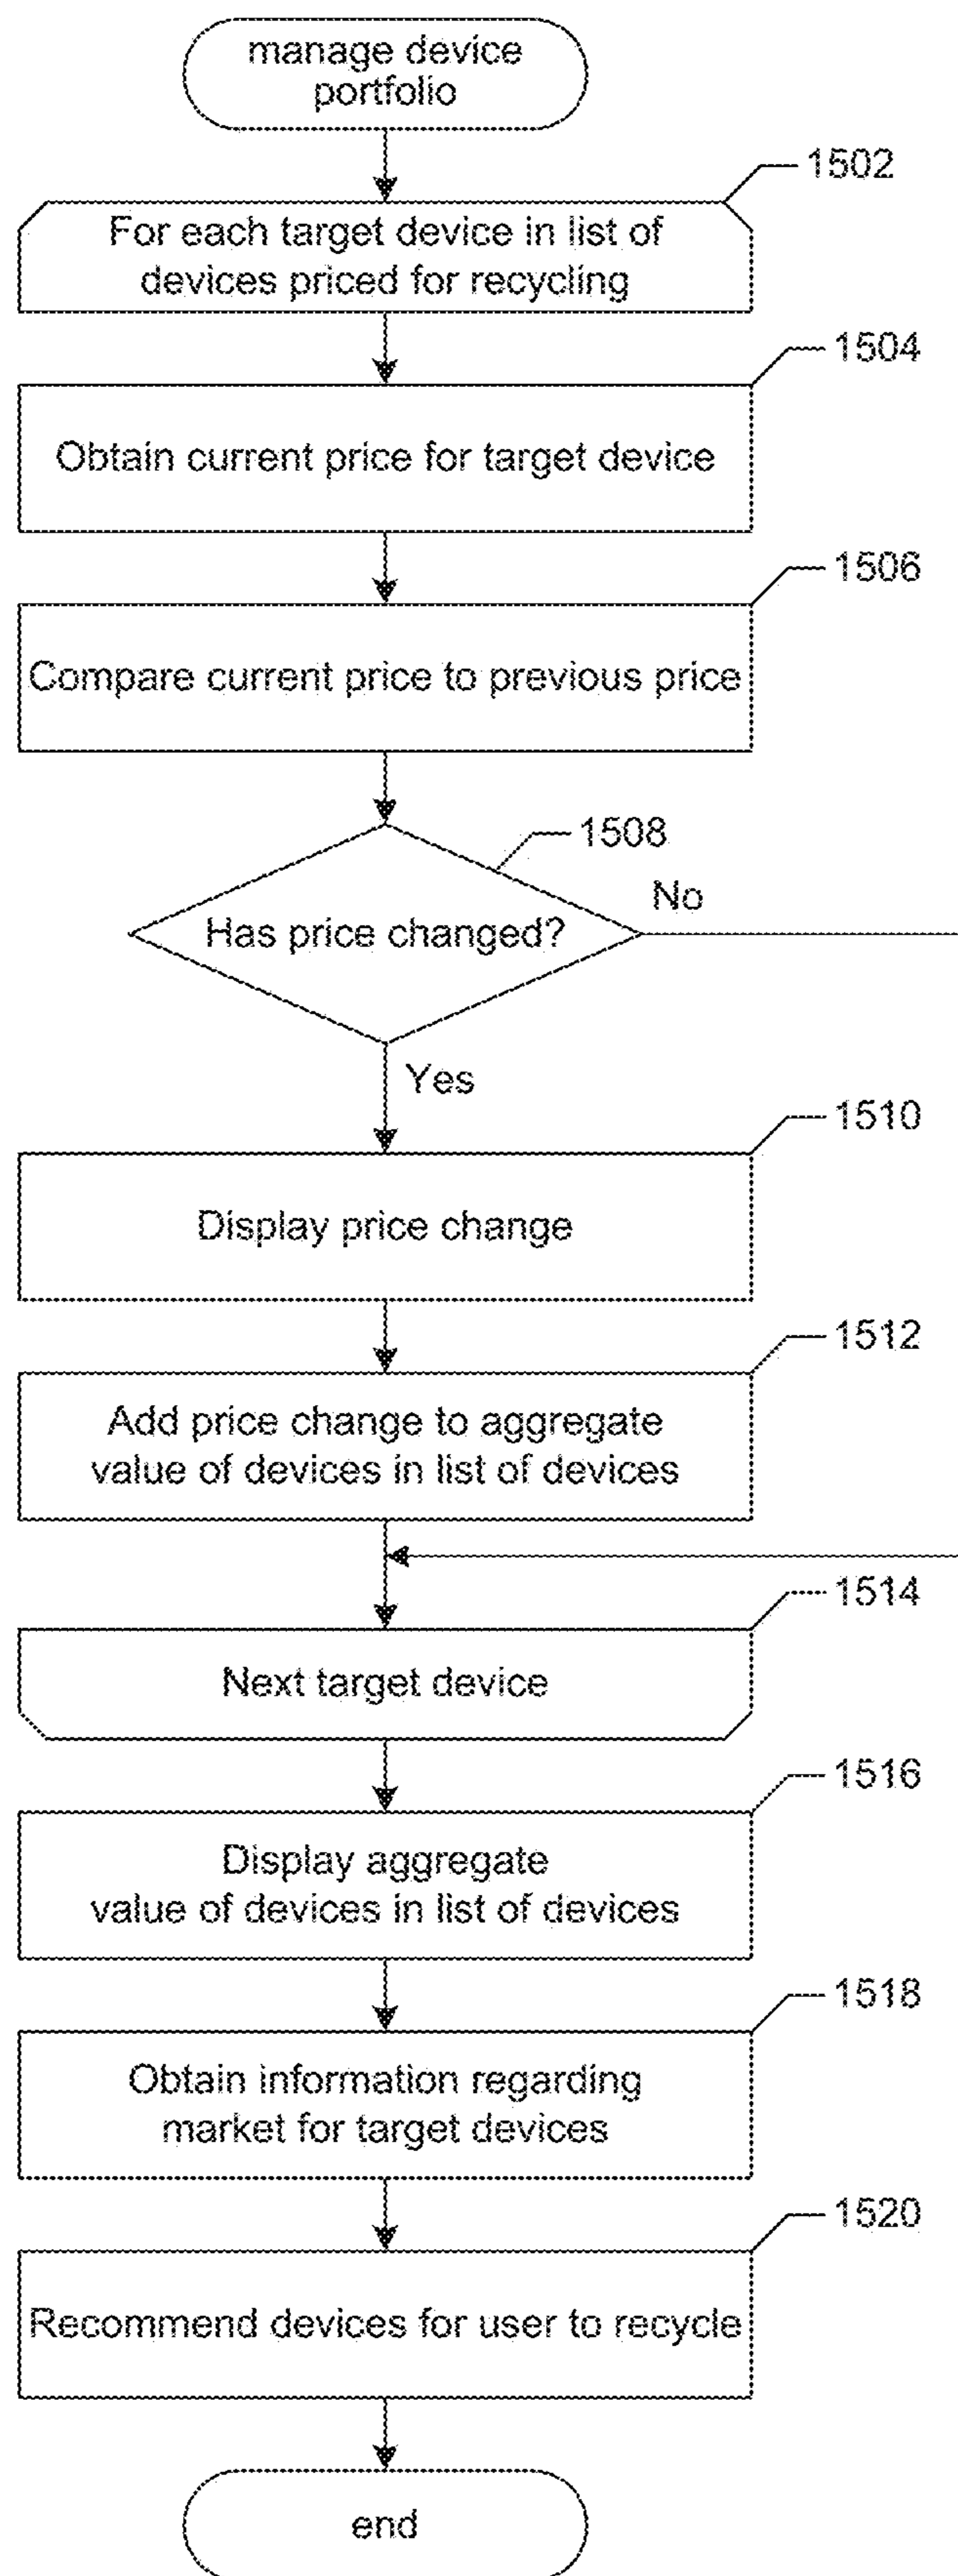 manage device
portfolio
1502
For each target device in list of
devices priced for recycling
1504
Obtain current price for target device
1506
Compare current price to previous price
1508
Has price changed?
No
Yes
1510
Display price change
1512
Add price change to aggregate
value of devices in list of devices
1514
Next target device
1516
Display aggregate
value of devices in list of devices
1518
Obtain information regarding
market for target devices
1520
Recommend devices for user to recycle
end